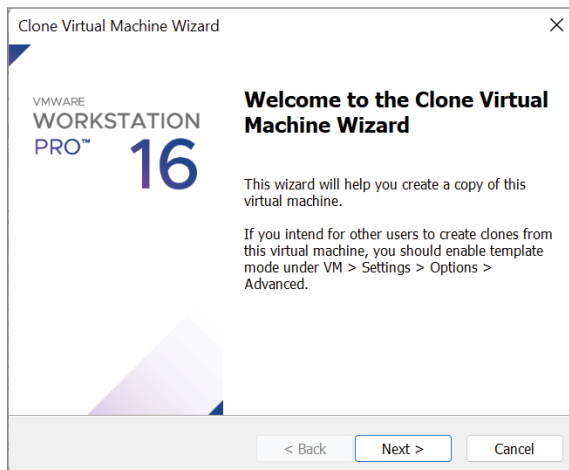 Clone Virtual Machine Wizard
VMWARE
WORKSTATION
PRO™
16
Welcome to the Clone Virtual
Machine Wizard
This wizard will help you create a copy of this
virtual machine.
If you intend for other users to create clones from
this virtual machine, you should enable template
mode under VM > Settings > Options >
Advanced.
< Back
Next >
Cancel